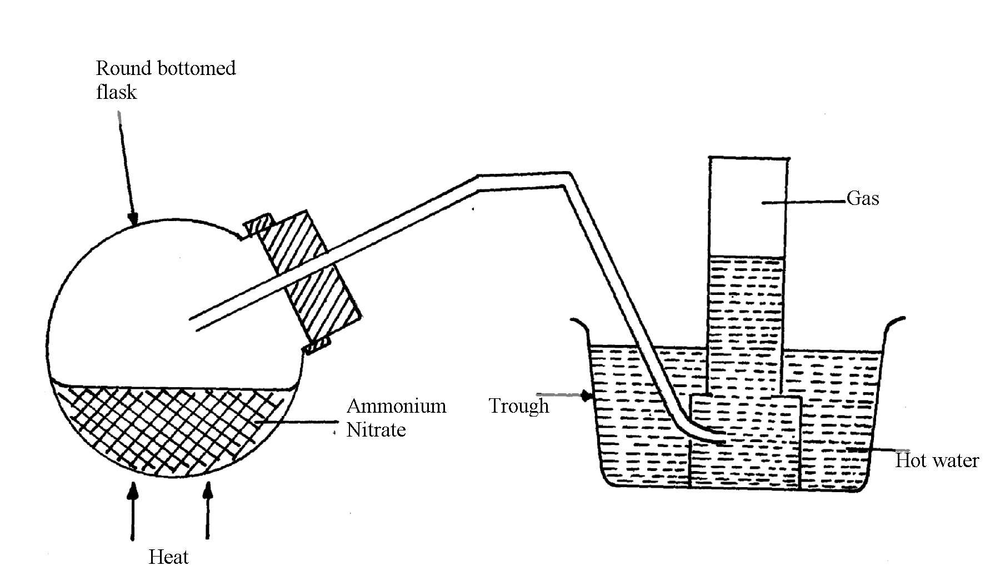 Round bottomed
flask
Gas
Ammonium
Nitrate
Trough
Hot water
Heat